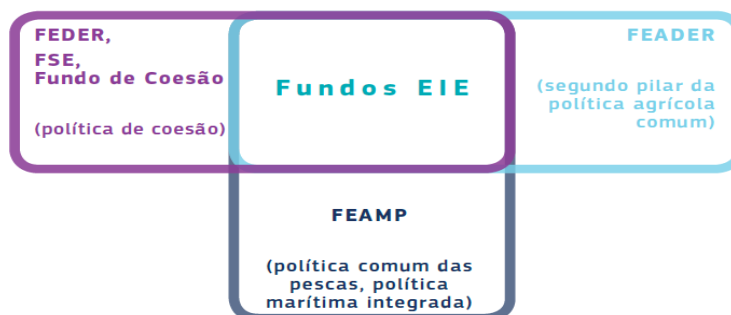 FEDER,
FSE,
Fundo de Coesão
(política de coesão)
Fundos EIE
FEADER
(segundo pilar da
política agrícola
comum)
FEAMP
(política comum das
pescas, política
marítima integrada)